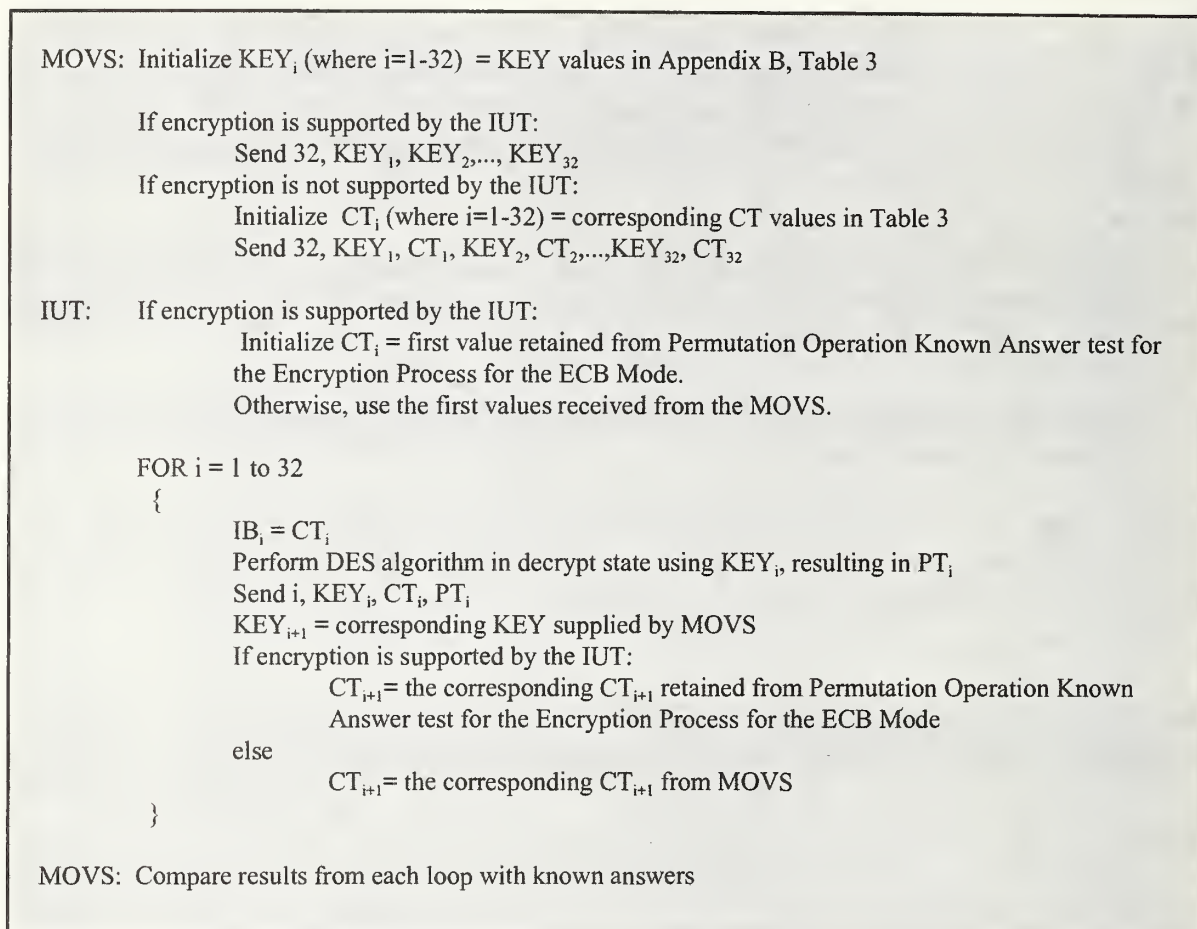 MOVS: Initialize KEYᵢ (where i=1-32) = KEY values in Appendix B, Table 3
If encryption is supported by the IUT:
Send 32, KEY₁, KEY₂,..., KEY₃₂
If encryption is not supported by the IUT:
Initialize CTᵢ (where i=1-32) = corresponding CT values in Table 3
Send 32, KEY₁, CT₁, KEY₂, CT₂,...,KEY₃₂, CT₃₂
IUT: If encryption is supported by the IUT:
Initialize CTᵢ = first value retained from Permutation Operation Known Answer test for
the Encryption Process for the ECB Mode.
Otherwise, use the first values received from the MOVS.
FOR i = 1 to 32
{
IBᵢ = CTᵢ
Perform DES algorithm in decrypt state using KEYᵢ, resulting in PTᵢ
Send i, KEYᵢ, CTᵢ, PTᵢ
KEYᵢ₊₁ = corresponding KEY supplied by MOVS
If encryption is supported by the IUT:
CTᵢ₊₁= the corresponding CTᵢ₊₁ retained from Permutation Operation Known
Answer test for the Encryption Process for the ECB Mode
else
CTᵢ₊₁= the corresponding CTᵢ₊₁ from MOVS
}
MOVS: Compare results from each loop with known answers